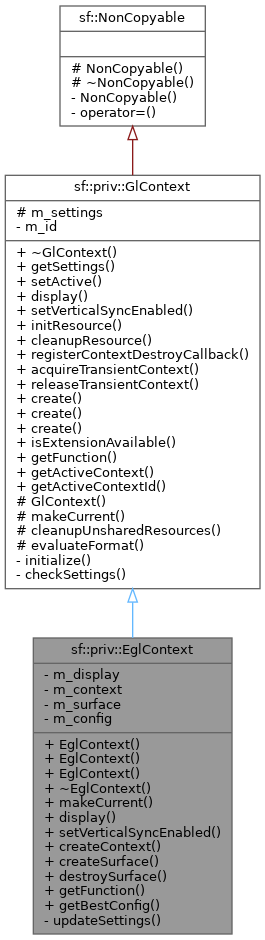 sf::NonCopyable
# NonCopyable()
# ~NonCopyable()
- NonCopyable()
- operator=()
sf::priv::GlContext
# m_settings
- m_id
+ ~GlContext()
+ getSettings()
+ setActive()
+ display()
+ setVerticalSyncEnabled()
+ initResource()
+ cleanupResource()
+ registerContextDestroyCallback()
+ acquireTransientContext()
+ releaseTransientContext()
+ create()
+ create()
+ create()
+ isExtensionAvailable()
+ getFunction()
+ getActiveContext()
+ getActiveContextId()
# GlContext()
# makeCurrent()
# cleanupUnsharedResources()
# evaluateFormat()
- initialize()
- checkSettings()
sf::priv::EglContext
- m_display
- m_context
- m_surface
- m_config
+ EglContext()
+ EglContext()
+ EglContext()
+ ~EglContext()
+ makeCurrent()
+ display()
+ setVerticalSyncEnabled()
+ createContext()
+ createSurface()
+ destroySurface()
+ getFunction()
+ getBestConfig()
- updateSettings()